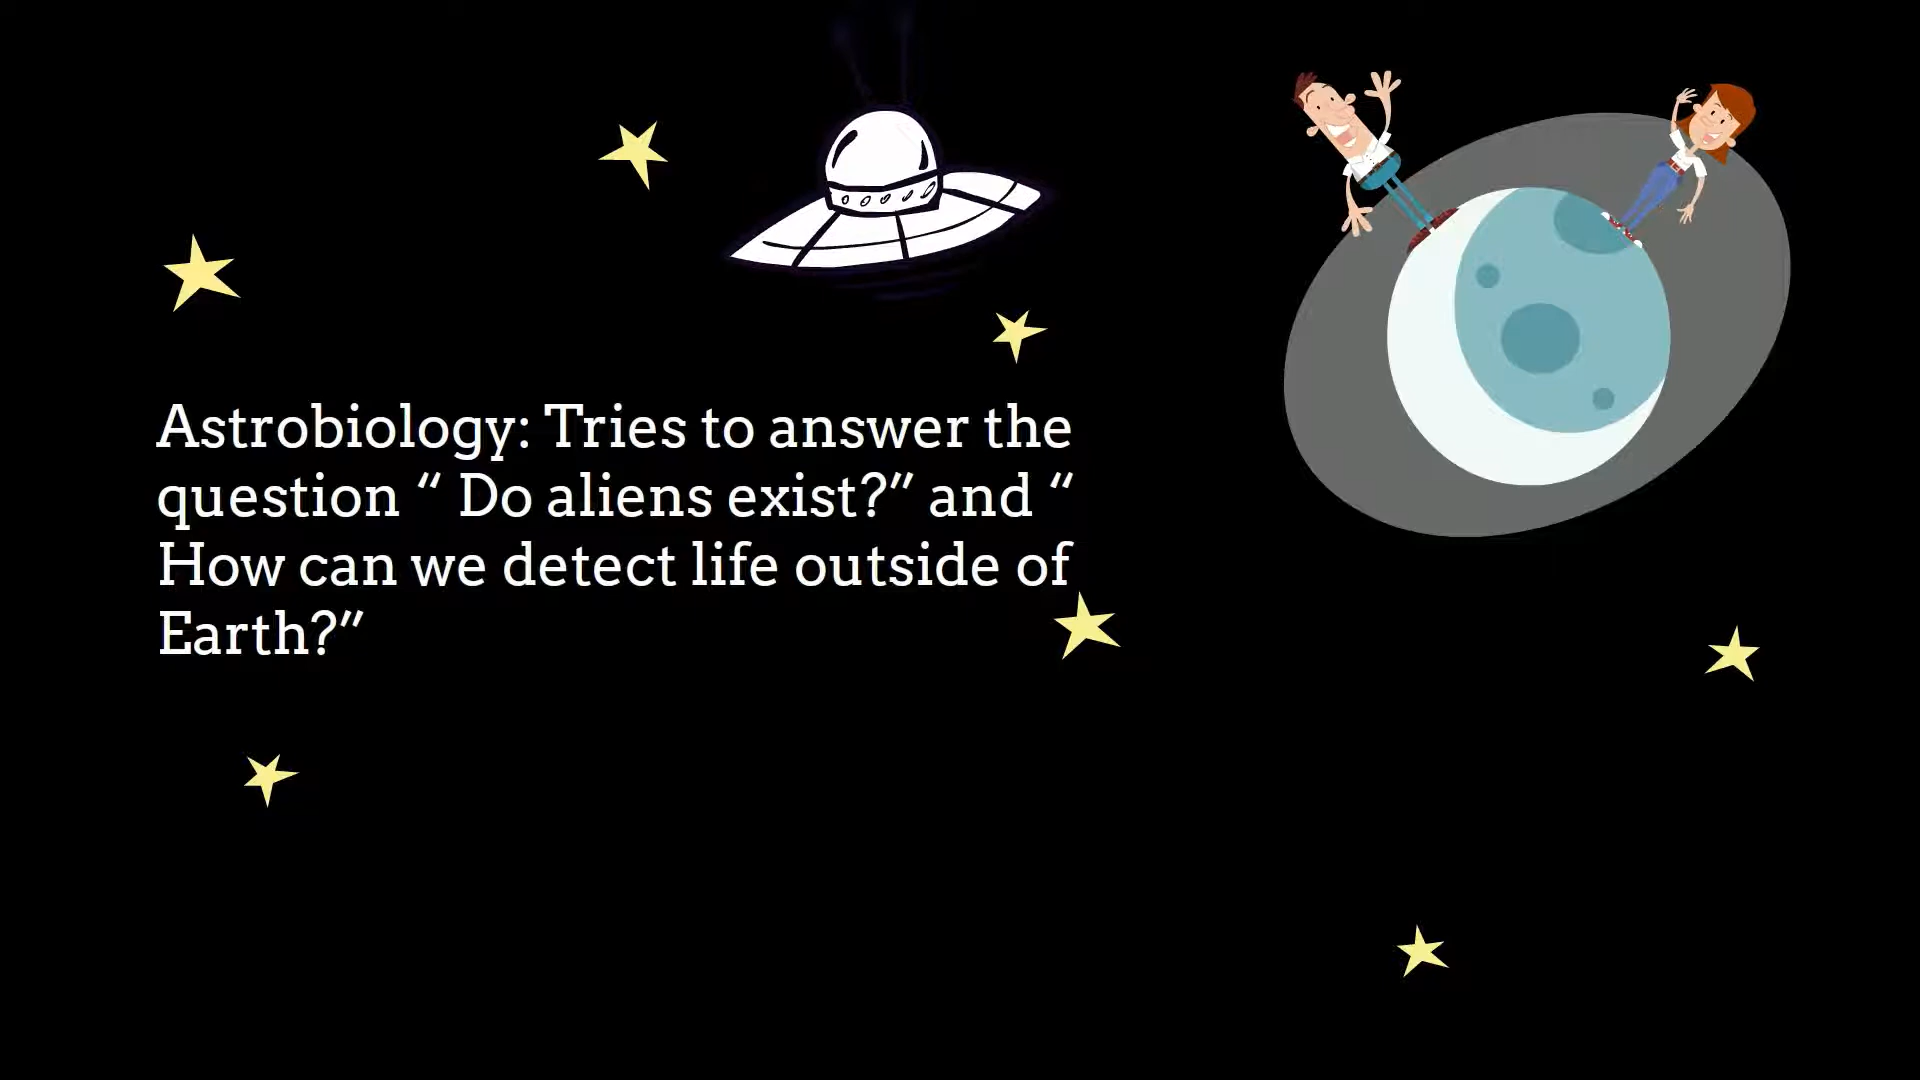 Astrobiology: Tries to answer the
question “ Do aliens exist?” and “
How can we detect life outside of
Earth?”